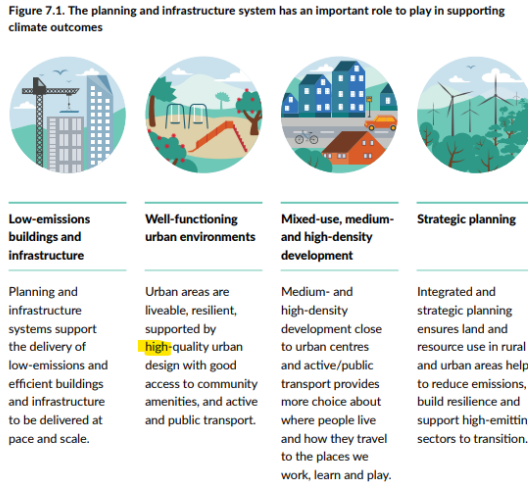 Figure 7.1. The planning and infrastructure system has an important role to play in supporting
climate outcomes
Low-emissions
buildings and
infrastructure
Planning and
infrastructure
systems support
the delivery of
low-emissions and
efficient buildings
and infrastructure
to be delivered at
pace and scale.
Well-functioning
urban environments
Urban areas are
liveable, resilient,
supported by
high-quality urban
design with good
access to community
amenities, and active
and public transport.
Mixed-use, medium-
and high-density
development
Medium- and
high-density
development close
to urban centres
and active/public
transport provides
more choice about
where people live
and how they travel
to the places we
work, learn and play.
Strategic planning
Integrated and
strategic planning
ensures land and
resource use in rural
and urban areas help
to reduce emissions,
build resilience and
support high-emittin
sectors to transition.